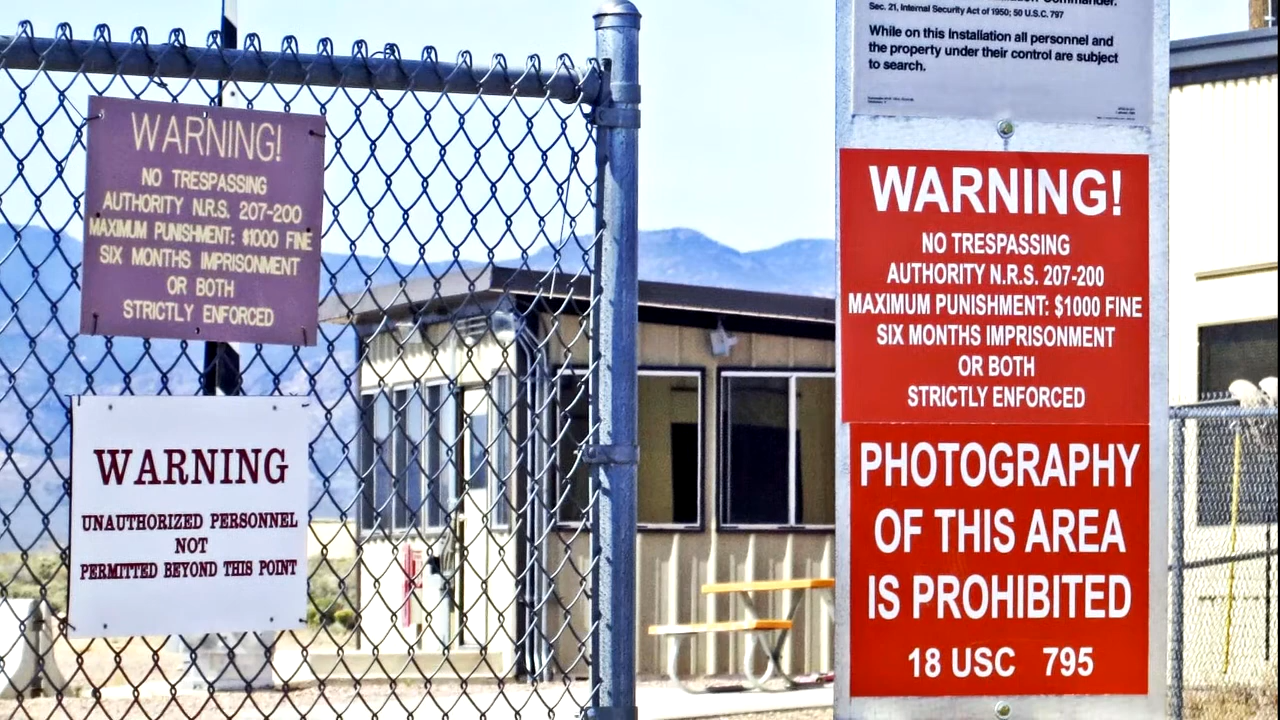 WARNING!
NO TRESPASSING
AUTHORITY N.R.S. 207-200
MAXIMUM PUNISHMENT: $1000 FINE
SIX MONTHS IMPRISONMENT
OR BOTH
STRICTLY ENFORCED
WARNING
UNAUTHORIZED PERSONNEL
NOT
PERMITTED BEYOND THIS POINT
Commander.
Sec. 21, Internal Security Act of 1950; 50 U.S.C. 797
While on this Installation all personnel and
the property under their control are subject
to search.
WARNING!
NO TRESPASSING
AUTHORITY N.R.S. 207-200
MAXIMUM PUNISHMENT: $1000 FINE
SIX MONTHS IMPRISONMENT
OR BOTH
STRICTLY ENFORCED
PHOTOGRAPHY
OF THIS AREA
IS PROHIBITED
18 USC 795